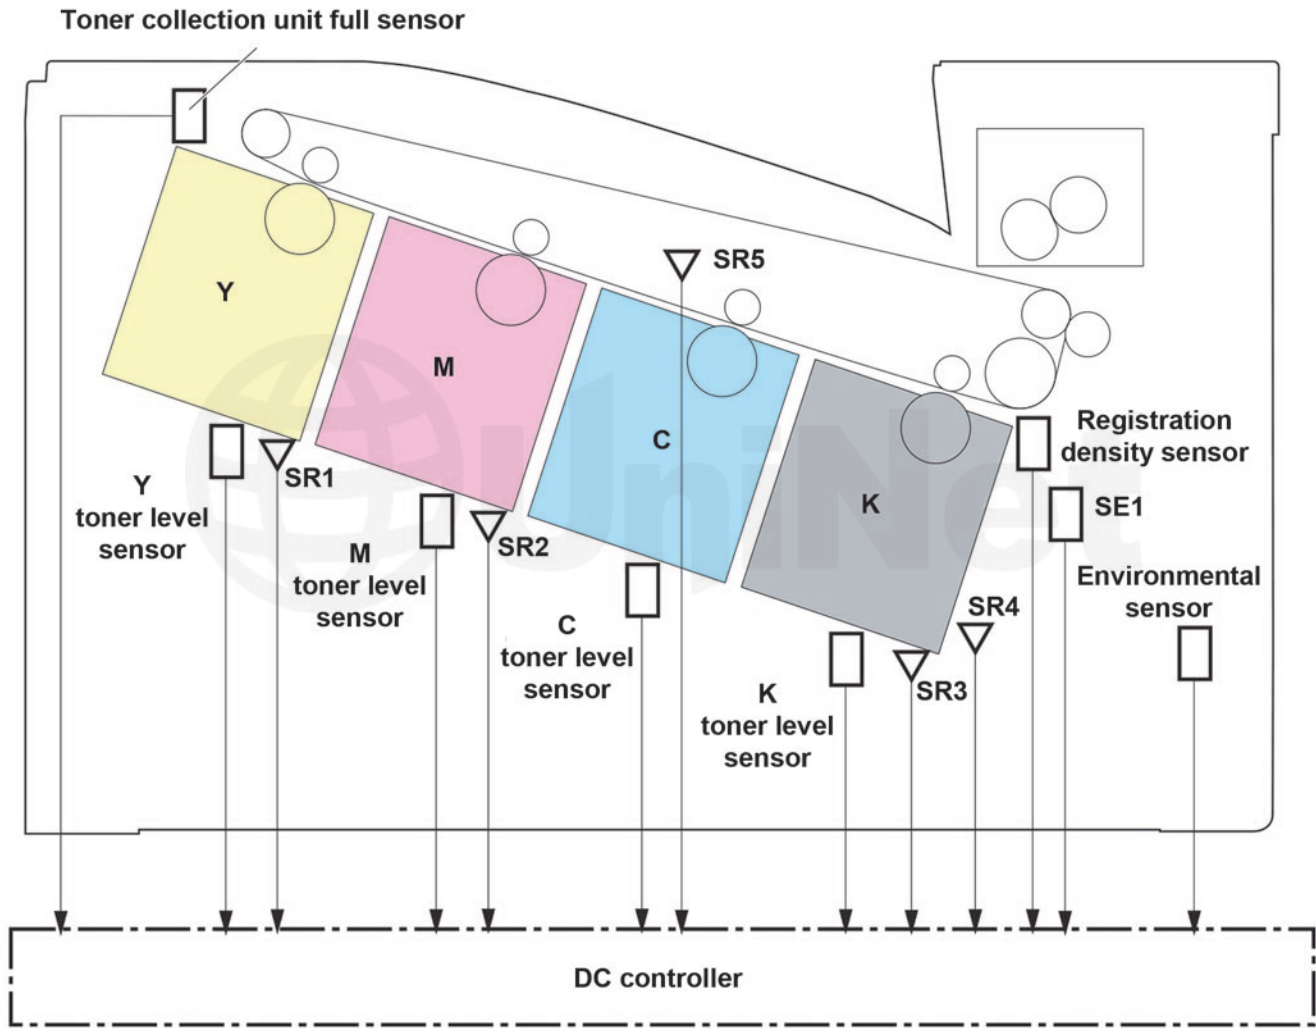 Toner collection unit full sensor
SR5
Y
M
C
K
Registration
density sensor
SR1
SE1
Y
toner level
sensor
SR2
M
toner level
sensor
Environmental
sensor
SR4
C
toner level
sensor
SR3
K
toner level
sensor
DC controller
UniNet